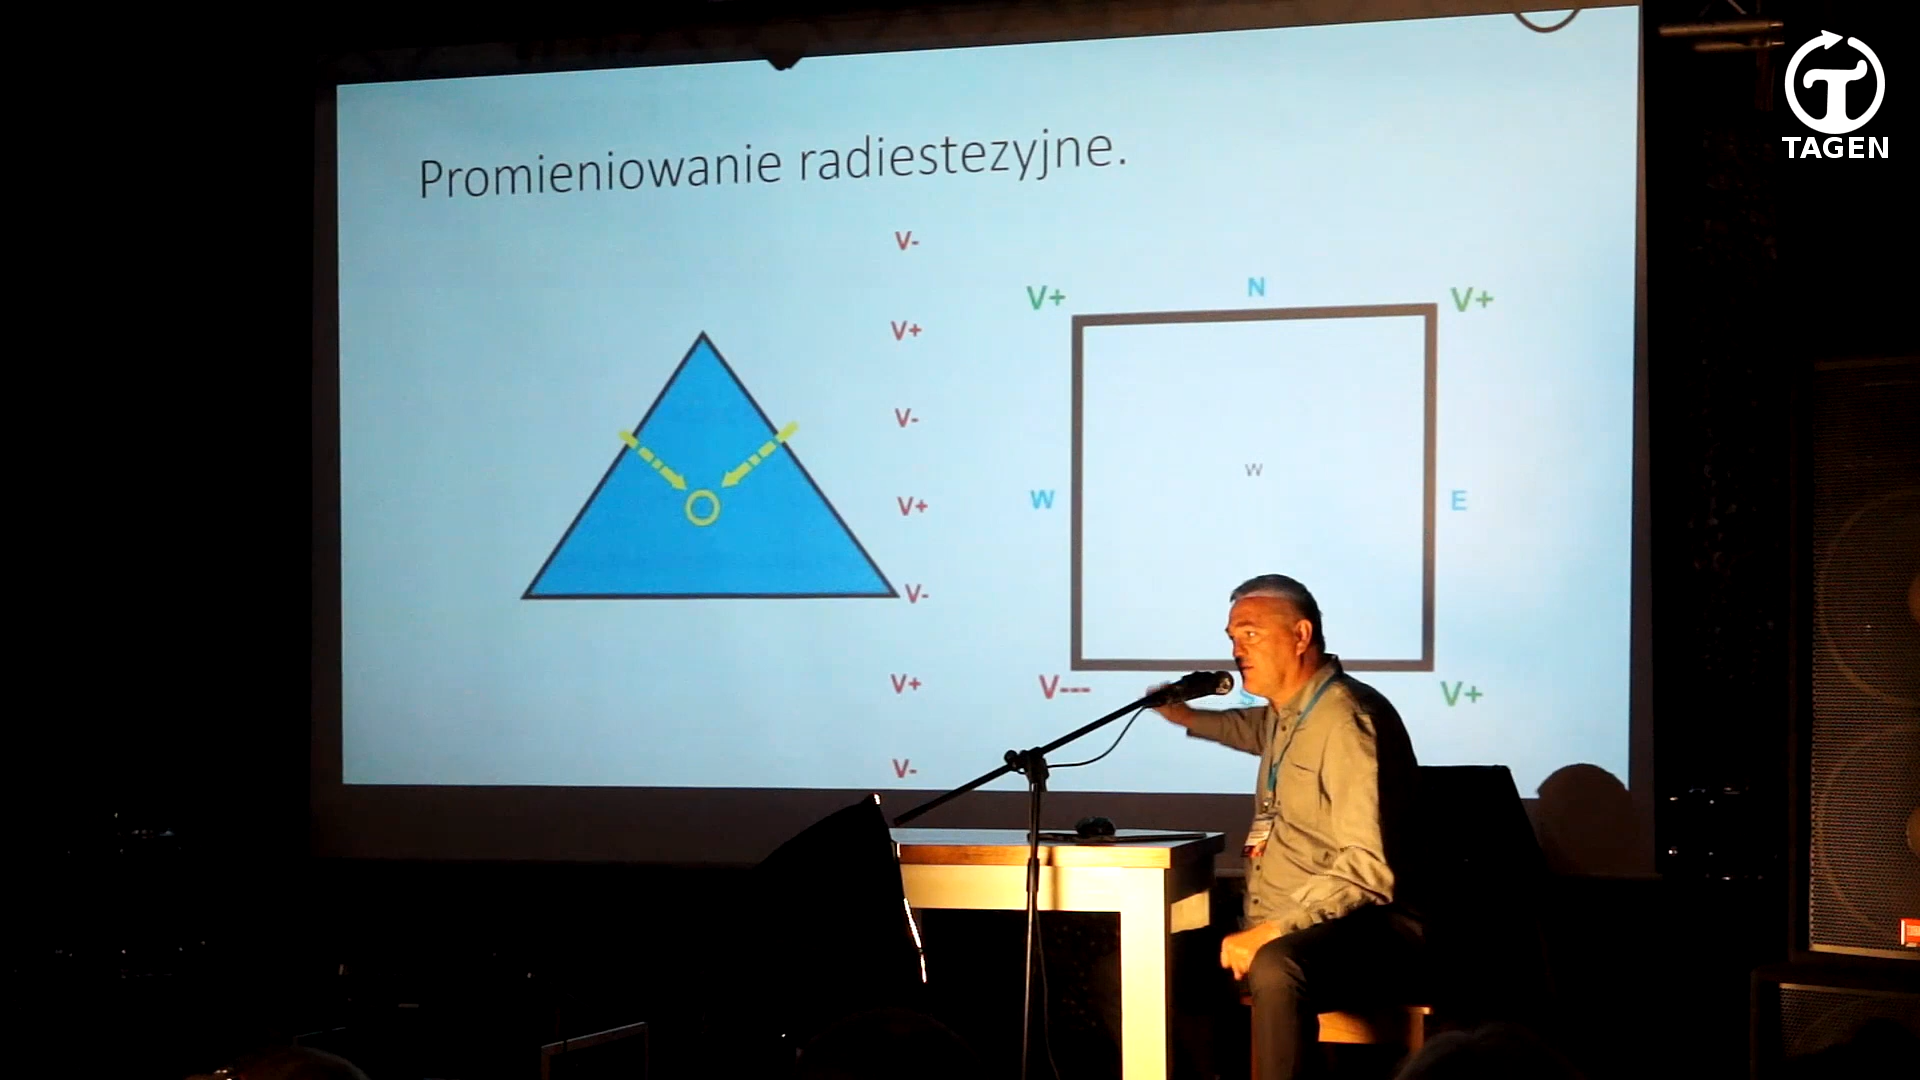 TAGEN
Promieniowanie radiestezyjne.
V-
V+
V-
V+
V-
V+
V-
V+
N
V+
W
w
E
V---
S
V+